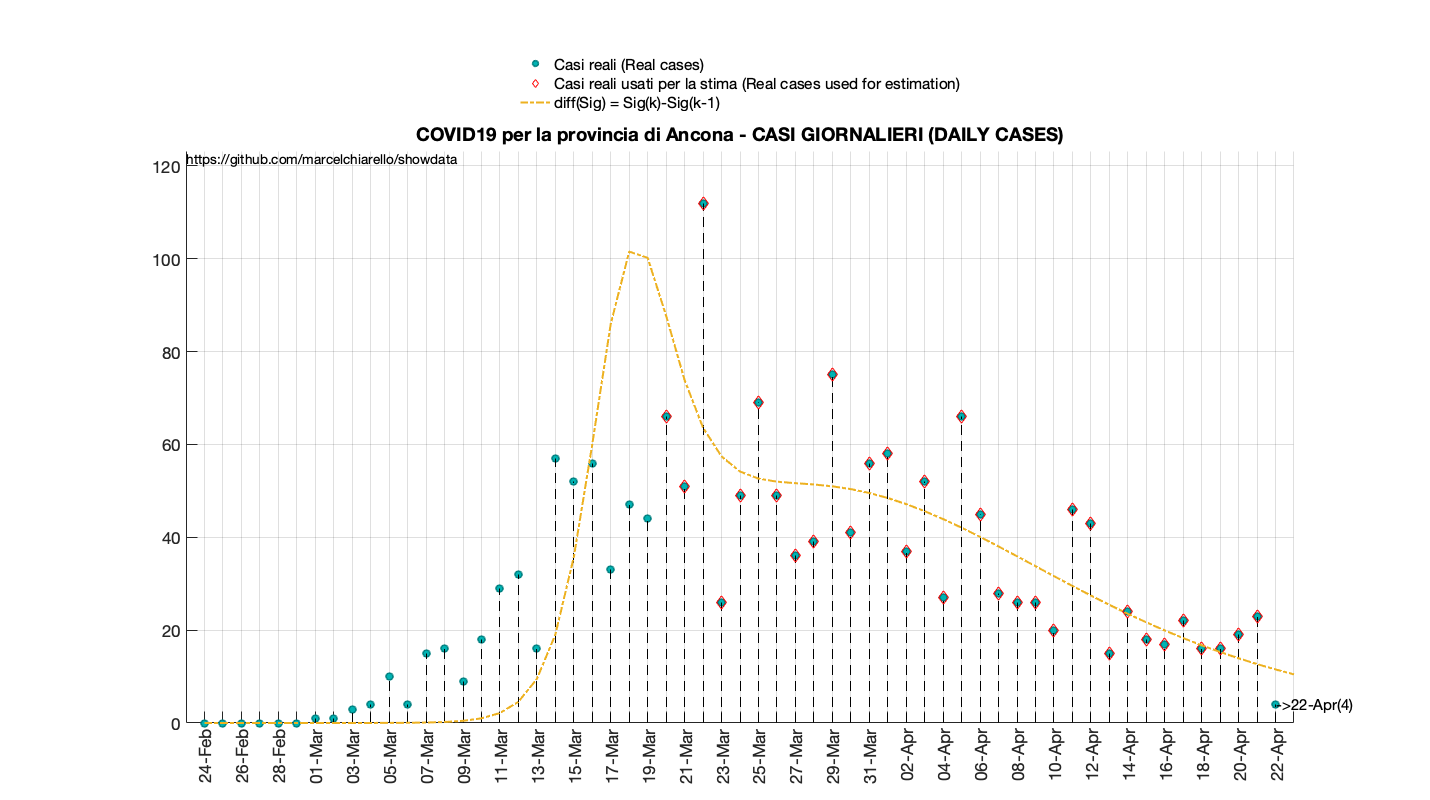 Casi reali (Real cases)
Casi reali usati per la stima (Real cases used for estimation)
diff(Sig) = Sig(k)-Sig(k-1)
COVID19 per la provincia di Ancona - CASI GIORNALIERI (DAILY CASES)
https://github.com/marcelchiarello/showdata
120
100
80
60
40
20
0
->22-Apr(4)
24-Feb
26-Feb
28-Feb
01-Mar
03-Mar
05-Mar
07-Mar
09-Mar
11-Mar
13-Mar
15-Mar
17-Mar
19-Mar
21-Mar
23-Mar
25-Mar
27-Mar
29-Mar
31-Mar
02-Apr
04-Apr
06-Apr
08-Apr
10-Apr
12-Apr
14-Apr
16-Apr
18-Apr
20-Apr
22-Apr